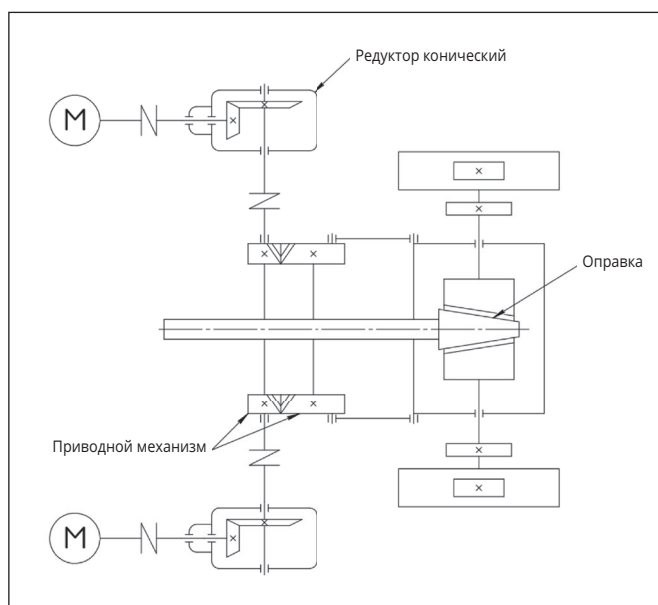 Редуктор конический
М
Оправка
Приводной механизм
М